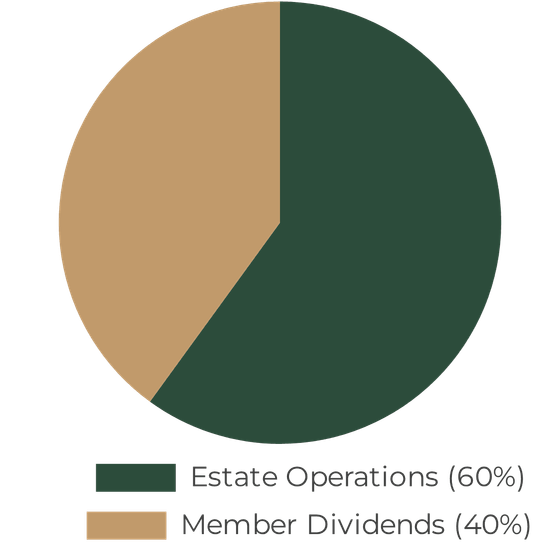 Estate Operations (60%)
Member Dividends (40%)